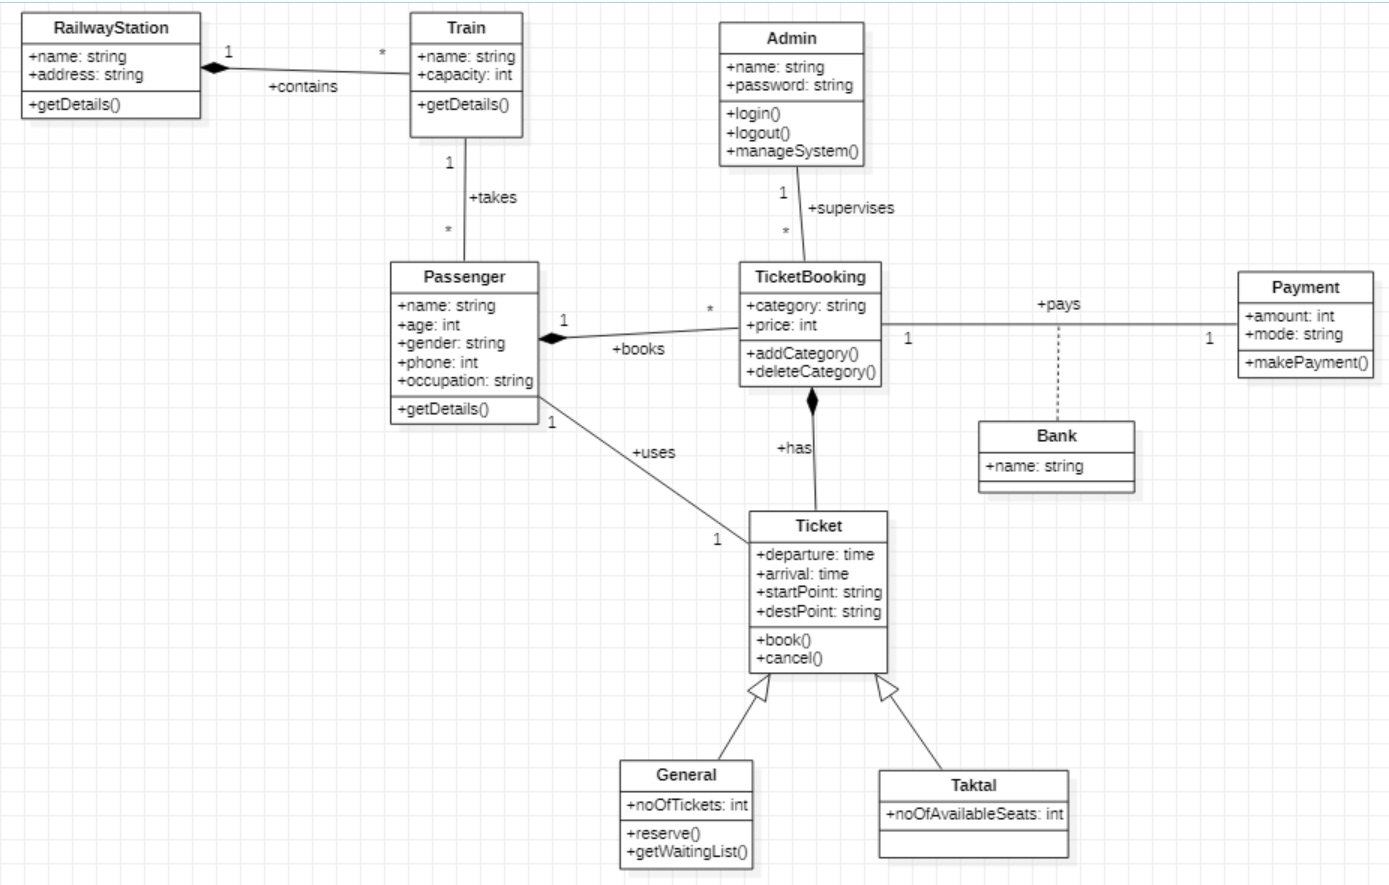 RailwayStation
+name: string
+address: string
+getDetails()
1
*
+contains
Train
+name: string
+capacity: int
+getDetails()
Admin
+name: string
+password: string
+login()
+logout()
+manageSystem()
1
+takes
*
1
+supervises
*
Passenger
+name: string
+age: int
+gender: string
+phone: int
+occupation: string
+getDetails()
1
*
+books
TicketBooking
+category: string
+price: int
+addCategory()
+deleteCategory()
+pays
1
1
Payment
+amount: int
+mode: string
+makePayment()
Bank
+name: string
1
+uses
1
+has
Ticket
+departure: time
+arrival: time
+startPoint: string
+destPoint: string
+book()
+cancel()
General
+noOfTickets: int
+reserve()
+getWaitingList()
Taktal
+noOfAvailableSeats: int